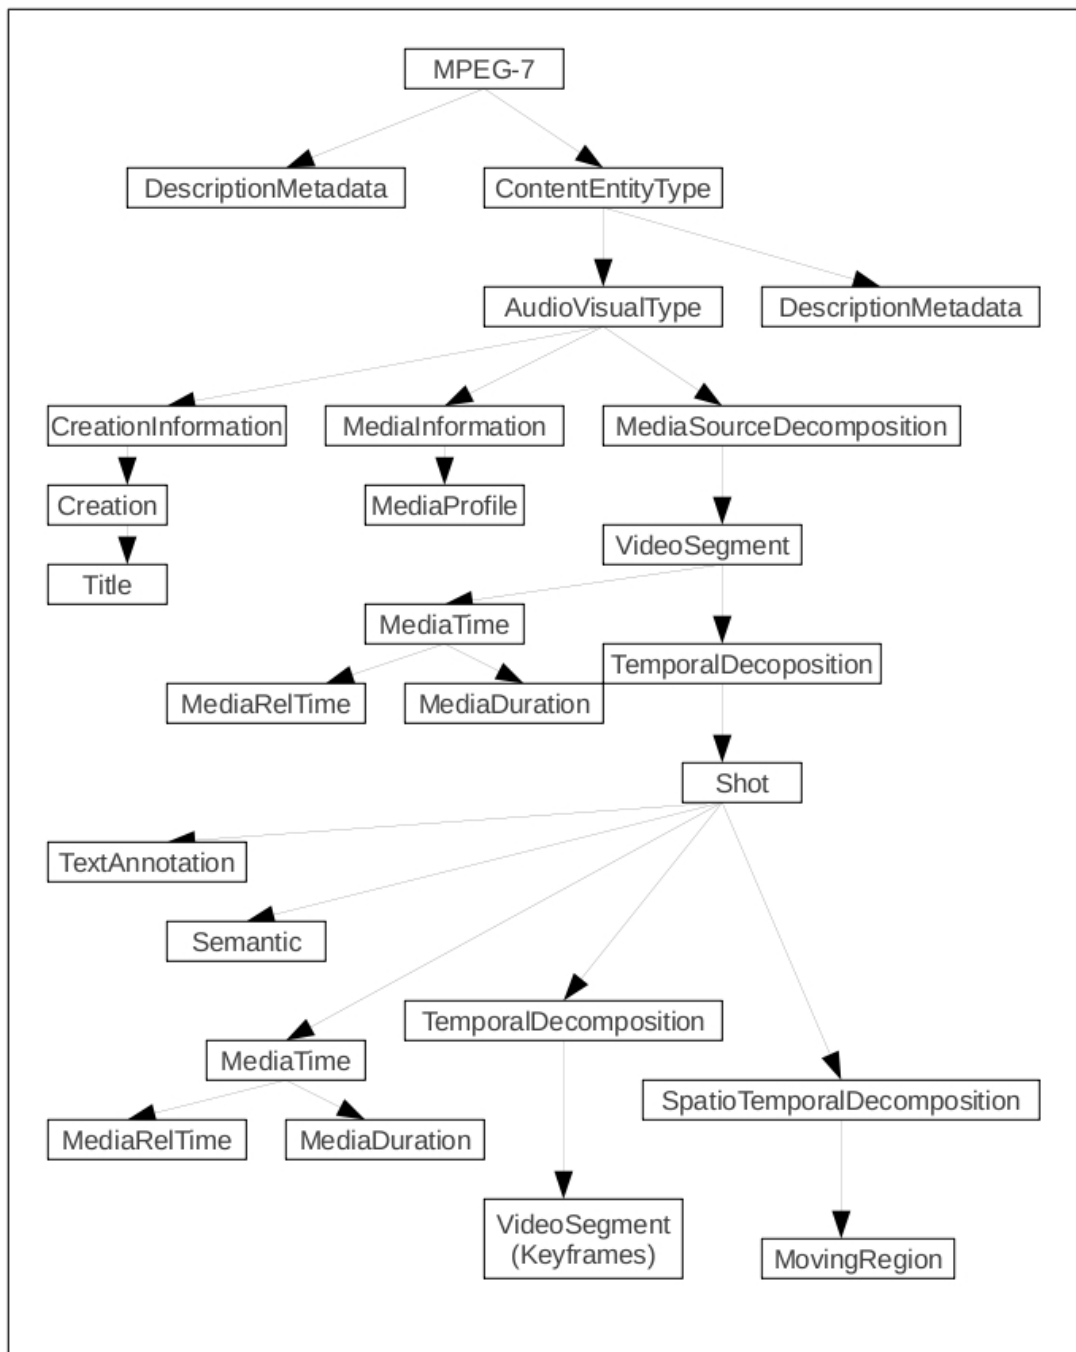 MPEG-7
DescriptionMetadata
ContentEntityType
AudioVisualType
DescriptionMetadata
CreationInformation
MediaInformation
MediaSourceDecomposition
Creation
MediaProfile
VideoSegment
Title
MediaTime
TemporalDecoposition
MediaRelTime
MediaDuration
Shot
TextAnnotation
Semantic
TemporalDecomposition
MediaTime
SpatioTemporalDecomposition
MediaRelTime
MediaDuration
VideoSegment
(Keyframes)
MovingRegion